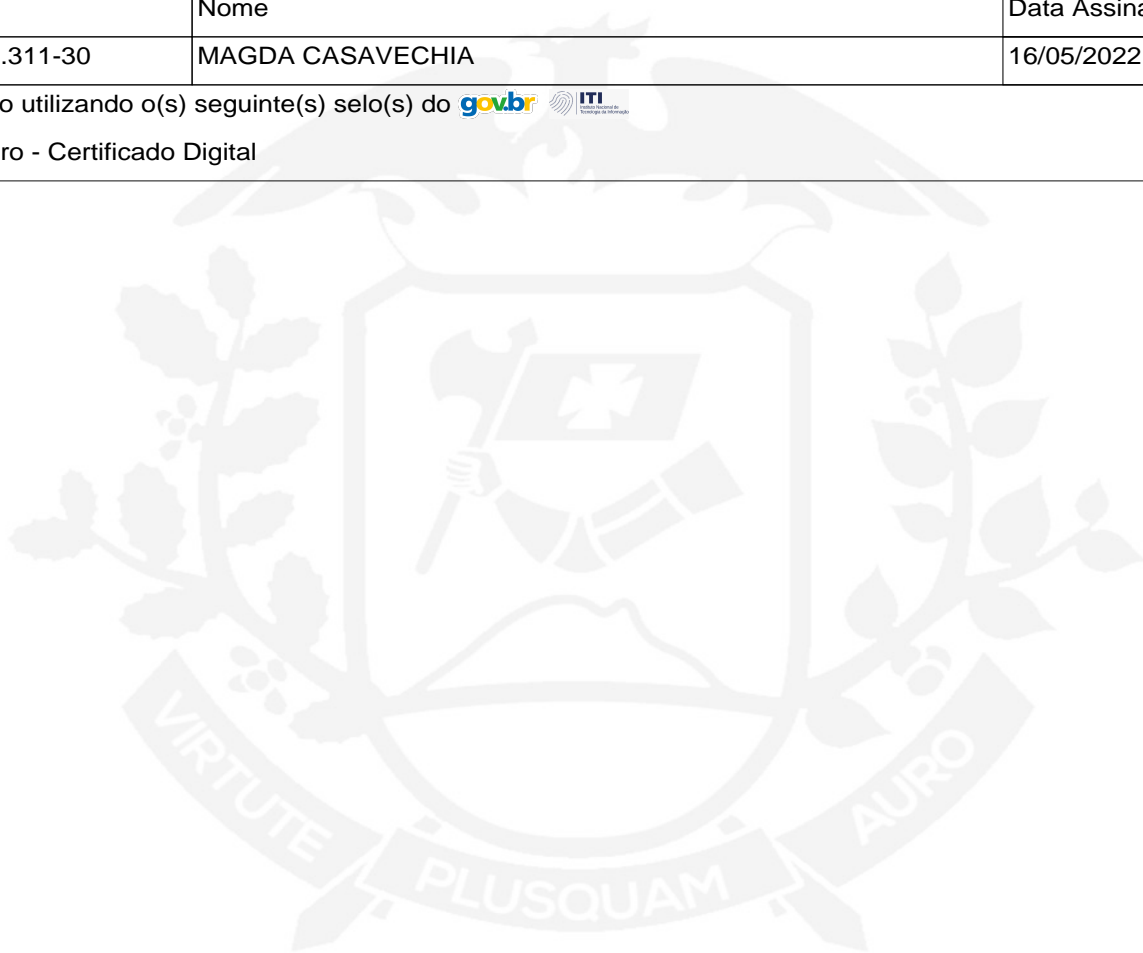 Nome Data Assina
.311-30 MAGDA CASAVECHIA 16/05/2022
o utilizando o(s) seguinte(s) selo(s) do gov.br ITI
ro - Certificado Digital
VIRTUTE PLUSQUAM AURO